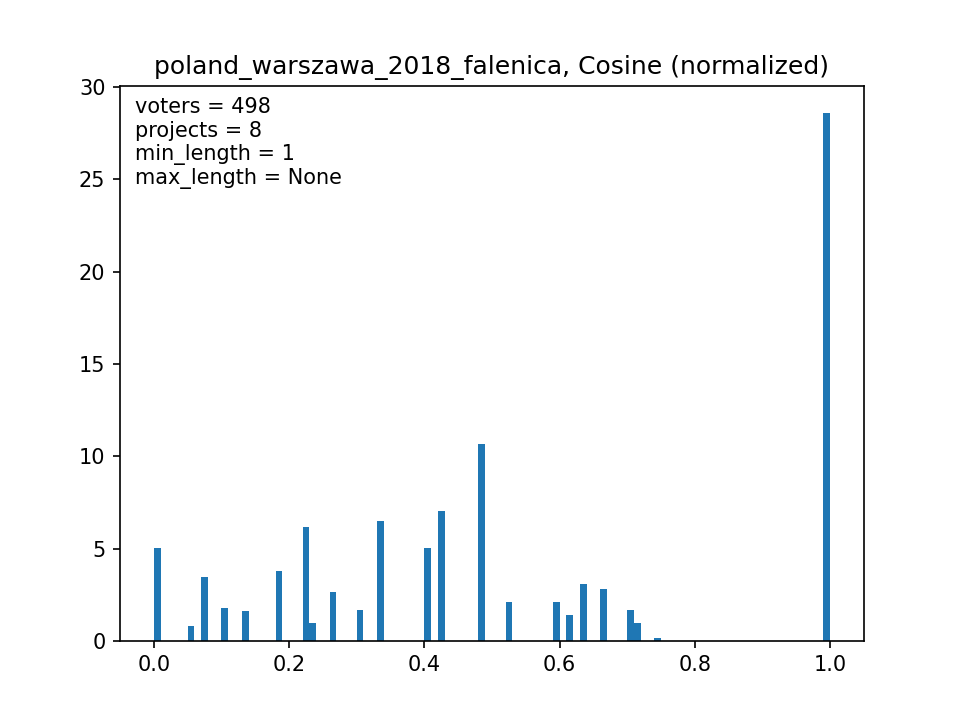 poland_warszawa_2018_falenica, Cosine (normalized)
voters = 498
projects = 8
min_length = 1
max_length = None
30
25
20
15
10
5
0
0.0 0.2 0.4 0.6 0.8 1.0